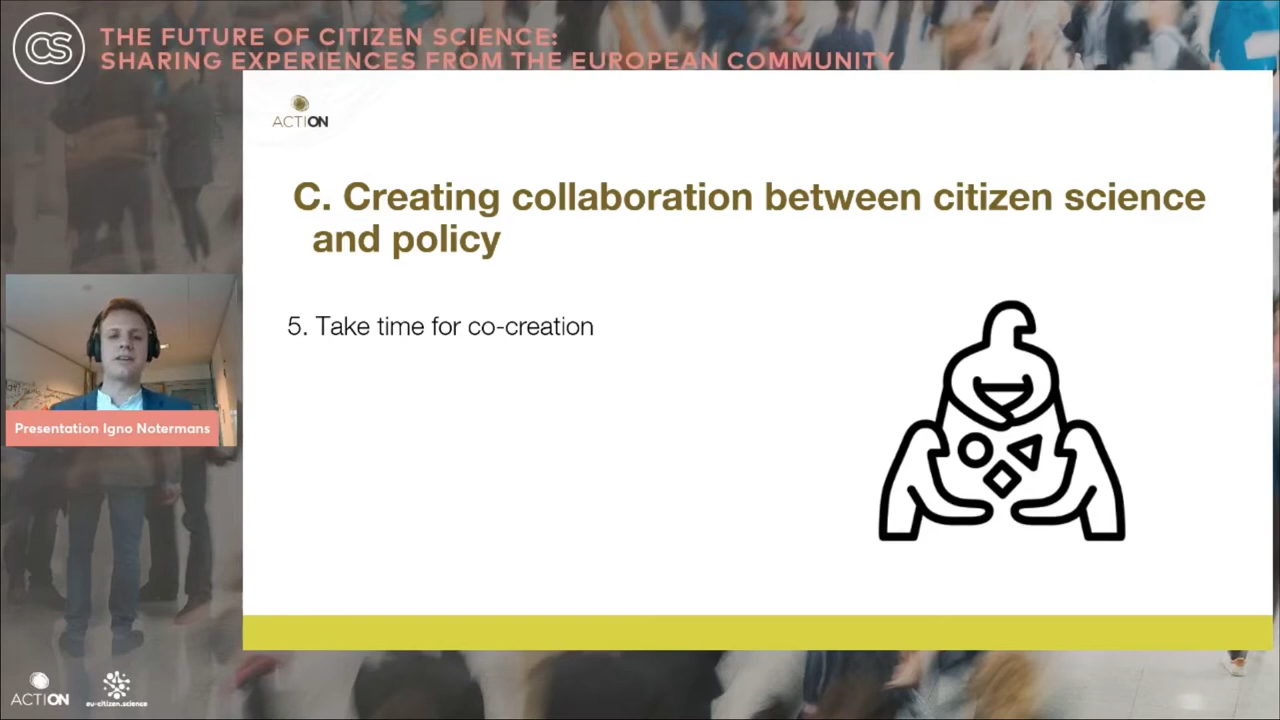 CS
THE FUTURE OF CITIZEN SCIENCE:
SHARING EXPERIENCES FROM THE EUROPEAN COMMUNITY
ACTION
C. Creating collaboration between citizen science
and policy
5. Take time for co-creation
Presentation Igno Notermans
ACTION
eu-citizen.science